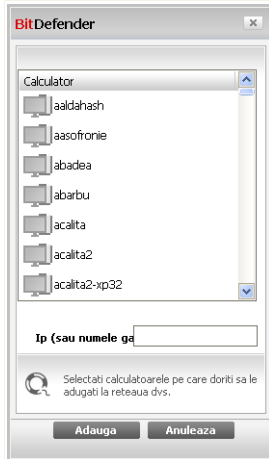 BitDefender
Calculator
aaldahash
aasofronie
abadea
abarbu
acalita
acalita2
acalita2-xp32
Ip (sau numele ga
Selectati calculatoarele pe care doriti sa le
adugati la reteaua dvs.
Adauga Anuleaza